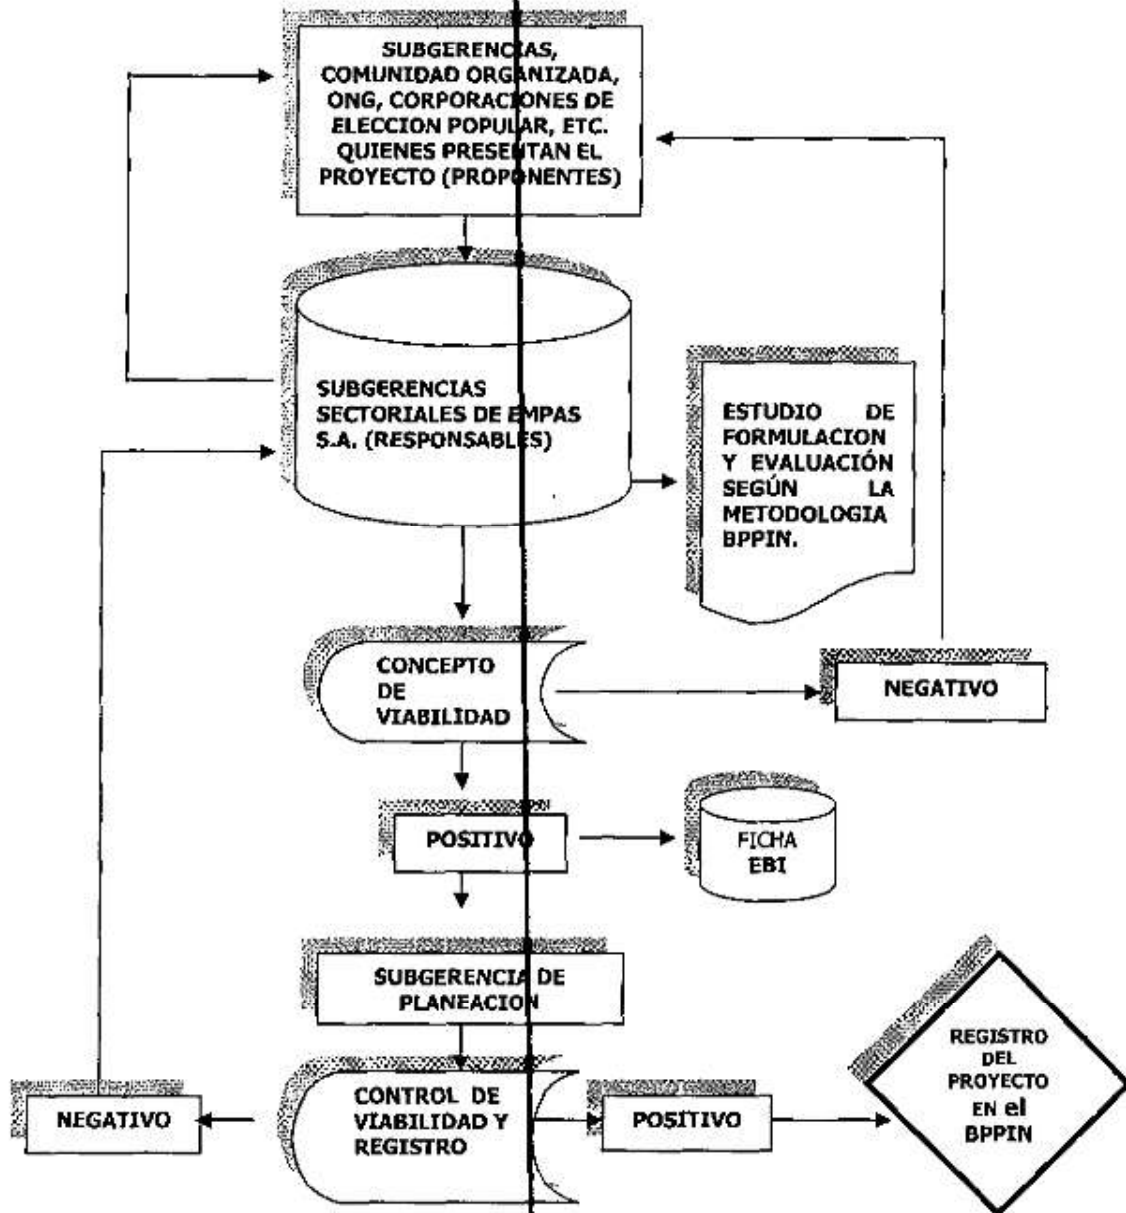 SUBGERENCIAS,
COMUNIDAD ORGANIZADA,
ONG, CORPORACIONES DE
ELECCION POPULAR, ETC.
QUIENES PRESENTAN EL
PROYECTO (PROPONENTES)
SUBGERENCIAS
SECTORIALES DE EMPAS
S.A. (RESPONSABLES)
ESTUDIO DE
FORMULACION
Y EVALUACIÓN
SEGÚN LA
METODOLOGIA
BPPIN.
CONCEPTO
DE
VIABILIDAD
NEGATIVO
POSITIVO
FICHA
EBI
SUBGERENCIA DE
PLANEACION
NEGATIVO
CONTROL DE
VIABILIDAD Y
REGISTRO
POSITIVO
REGISTRO
DEL
PROYECTO
EN el
BPPIN